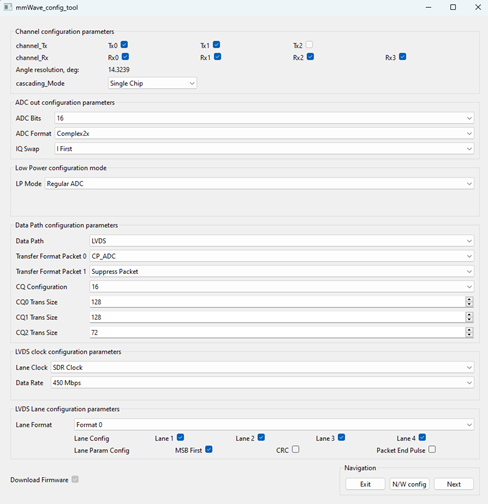 mmWave_config_tool
Channel configuration parameters
channel_Tx Tx0 Tx1 Tx2
channel_Rx Rx0 Rx1 Rx2 Rx3
Angle resolution, deg: 14.3239
cascading_Mode Single Chip
ADC out configuration parameters
ADC Bits 16
ADC Format Complex2x
IQ Swap I First
Low Power configuration mode
LP Mode Regular ADC
Data Path configuration parameters
Data Path LVDS
Transfer Format Packet 0 CP_ADC
Transfer Format Packet 1 Suppress Packet
CQ Configuration 16
CQ0 Trans Size 128
CQ1 Trans Size 128
CQ2 Trans Size 72
LVDS clock configuration parameters
Lane Clock SDR Clock
Data Rate 450 Mbps
LVDS Lane configuration parameters
Lane Format Format 0
Lane Config Lane 1 Lane 2 Lane 3 Lane 4
Lane Param Config MSB First CRC Packet End Pulse
Navigation
Download Firmware
Exit N/W config Next